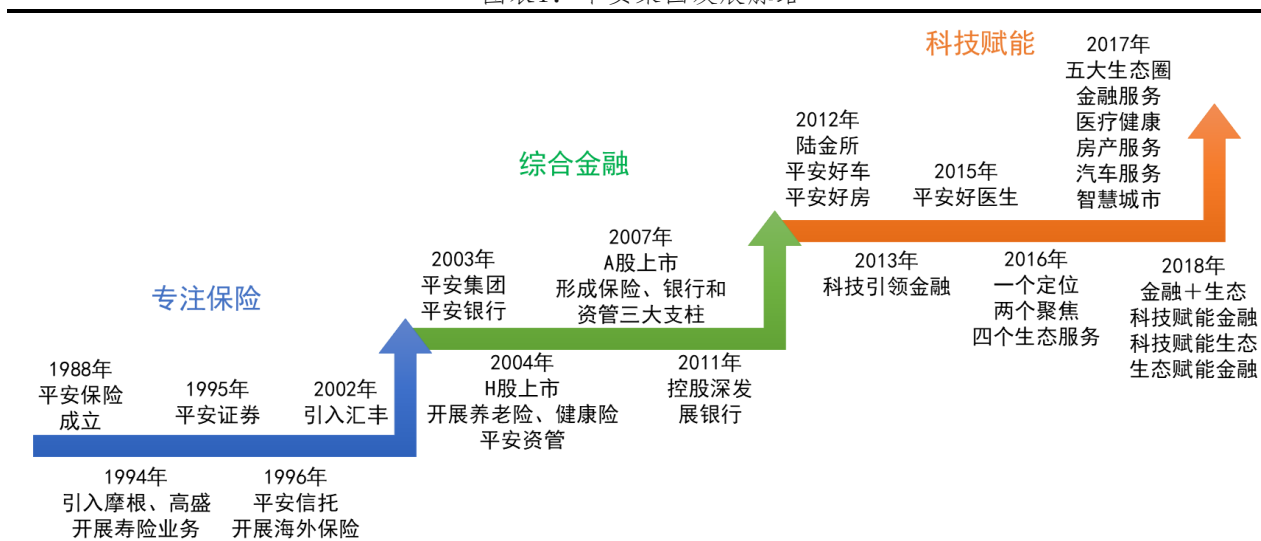 科技赋能
2017年
五大生态圈
金融服务
医疗健康
房产服务
汽车服务
智慧城市
2012年
陆金所
平安好车
平安好房
2015年
平安好医生
综合金融
2013年
科技引领金融
2016年
一个定位
两个聚焦
四个生态服务
2018年
金融＋生态
科技赋能金融
科技赋能生态
生态赋能金融
2003年
平安集团
平安银行
2007年
A股上市
形成保险、银行和
资管三大支柱
专注保险
2004年
H股上市
开展养老险、健康险
平安资管
2011年
控股深发
展银行
1988年
平安保险
成立
1995年
平安证券
2002年
引入汇丰
1994年
引入摩根、高盛
开展寿险业务
1996年
平安信托
开展海外保险